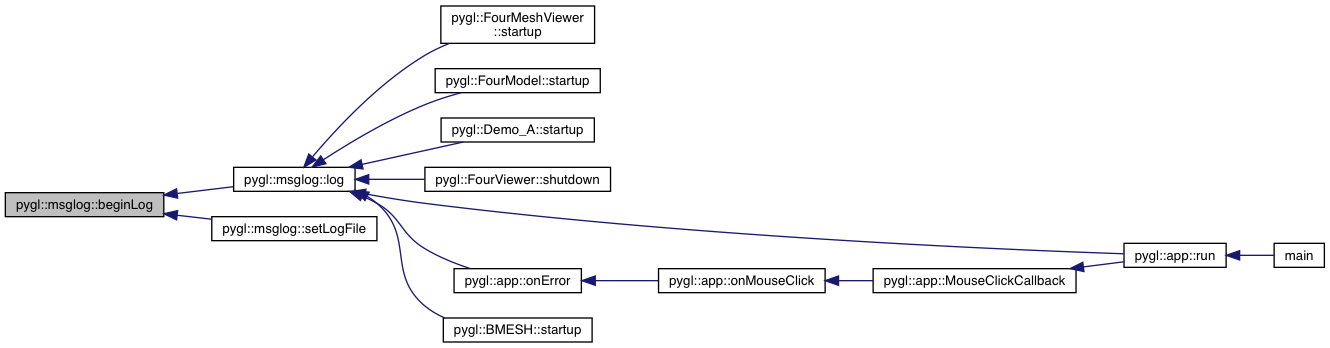 pygl::FourMeshViewer
::startup
pygl::FourModel::startup
pygl::Demo_A::startup
pygl::msglog::log
pygl::FourViewer::shutdown
pygl::msglog::beginLog
pygl::msglog::setLogFile
pygl::app::run
main
pygl::app::onError
pygl::app::onMouseClick
pygl::app::MouseClickCallback
pygl::BMESH::startup